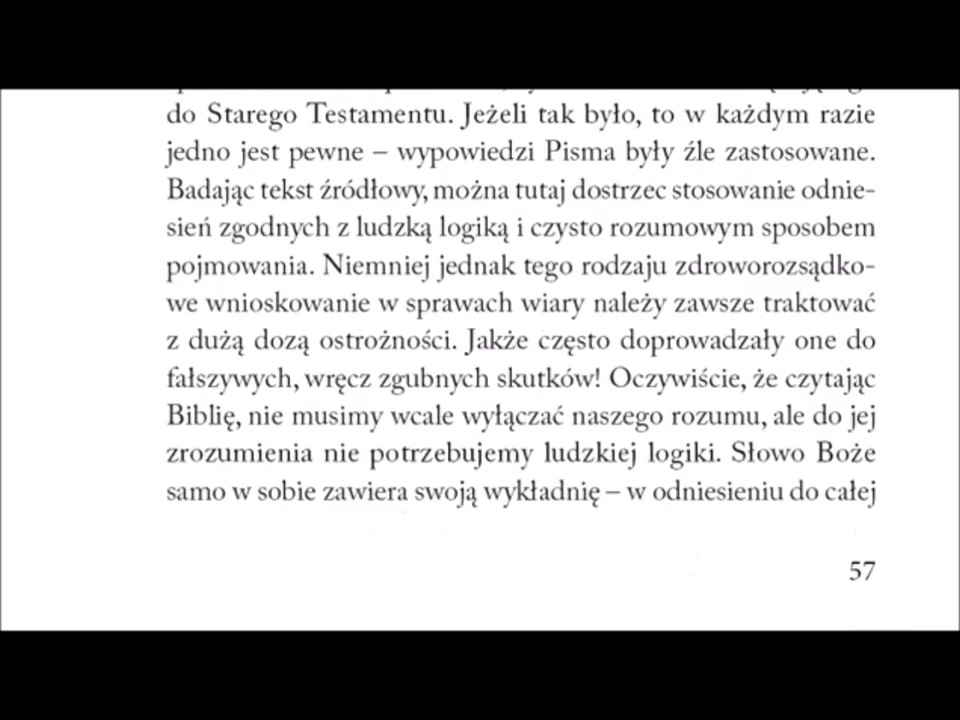 do Starego Testamentu. Jeżeli tak było, to w każdym razie
jedno jest pewne – wypowiedzi Pisma były źle zastosowane.
Badając tekst źródłowy, można tutaj dostrzec stosowanie odnie-
sień zgodnych z ludzką logiką i czysto rozumowym sposobem
pojmowania. Niemniej jednak tego rodzaju zdroworozsądko-
we wnioskowanie w sprawach wiary należy zawsze traktować
z dużą dozą ostrożności. Jakże często doprowadzały one do
fałszywych, wręcz zgubnych skutków! Oczywiście, że czytając
Biblię, nie musimy wcale wyłączać naszego rozumu, ale do jej
zrozumienia nie potrzebujemy ludzkiej logiki. Słowo Boże
samo w sobie zawiera swoją wykładnię – w odniesieniu do całej
57